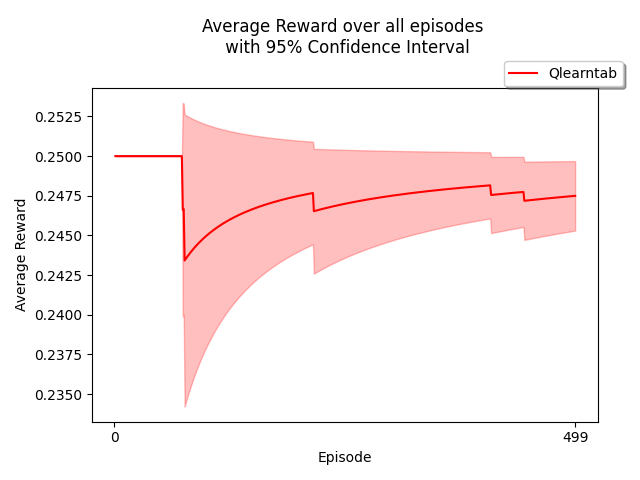 Average Reward over all episodes
with 95% Confidence Interval
Qlearntab
0.2525
0.2500
0.2475
0.2450
0.2425
0.2400
0.2375
0.2350
Average Reward
0
499
Episode